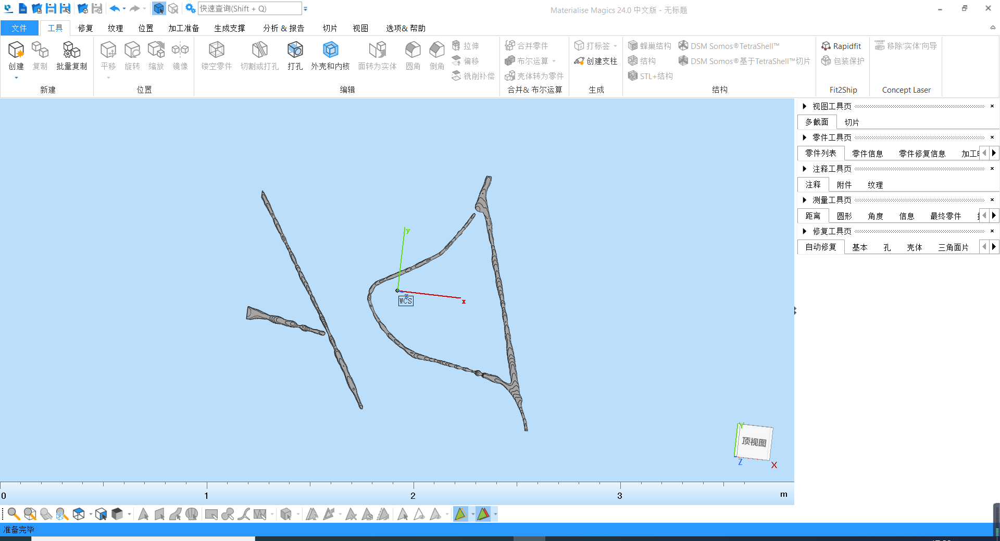 快速查询(Shift + Q)
Materialise Magics 24.0 中文版 - 无标题
文件 工具 修复 纹理 位置 加工准备 生成支撑 分析 & 报告 切片 视图 选项& 帮助
创建 复制 批量复制
新建
平移 旋转 缩放 镜像
位置
镂空零件 切割或打孔 打孔 外壳和内核 面转为实体 圆角 倒角
拉伸
偏移
铣削补偿
编辑
合并零件
布尔运算
壳体转为零件
合并& 布尔运算
打标签
创建支柱
生成
蜂巢结构 DSM Somos®TetraShell™
结构 DSM Somos®基于TetraShell™切片
STL+结构
结构
Rapidfit
包装保护
Fit2Ship
移除'实体'向导
Concept Laser
视图工具页
多截面 切片
零件工具页
零件列表 零件信息 零件修复信息 加工
注释工具页
注释 附件 纹理
测量工具页
距离 圆形 角度 信息 最终零件
修复工具页
自动修复 基本 孔 壳体 三角面片
y
x
z
WCS
Y
顶视图
Z
X
0 1 2 3 m
准备完毕